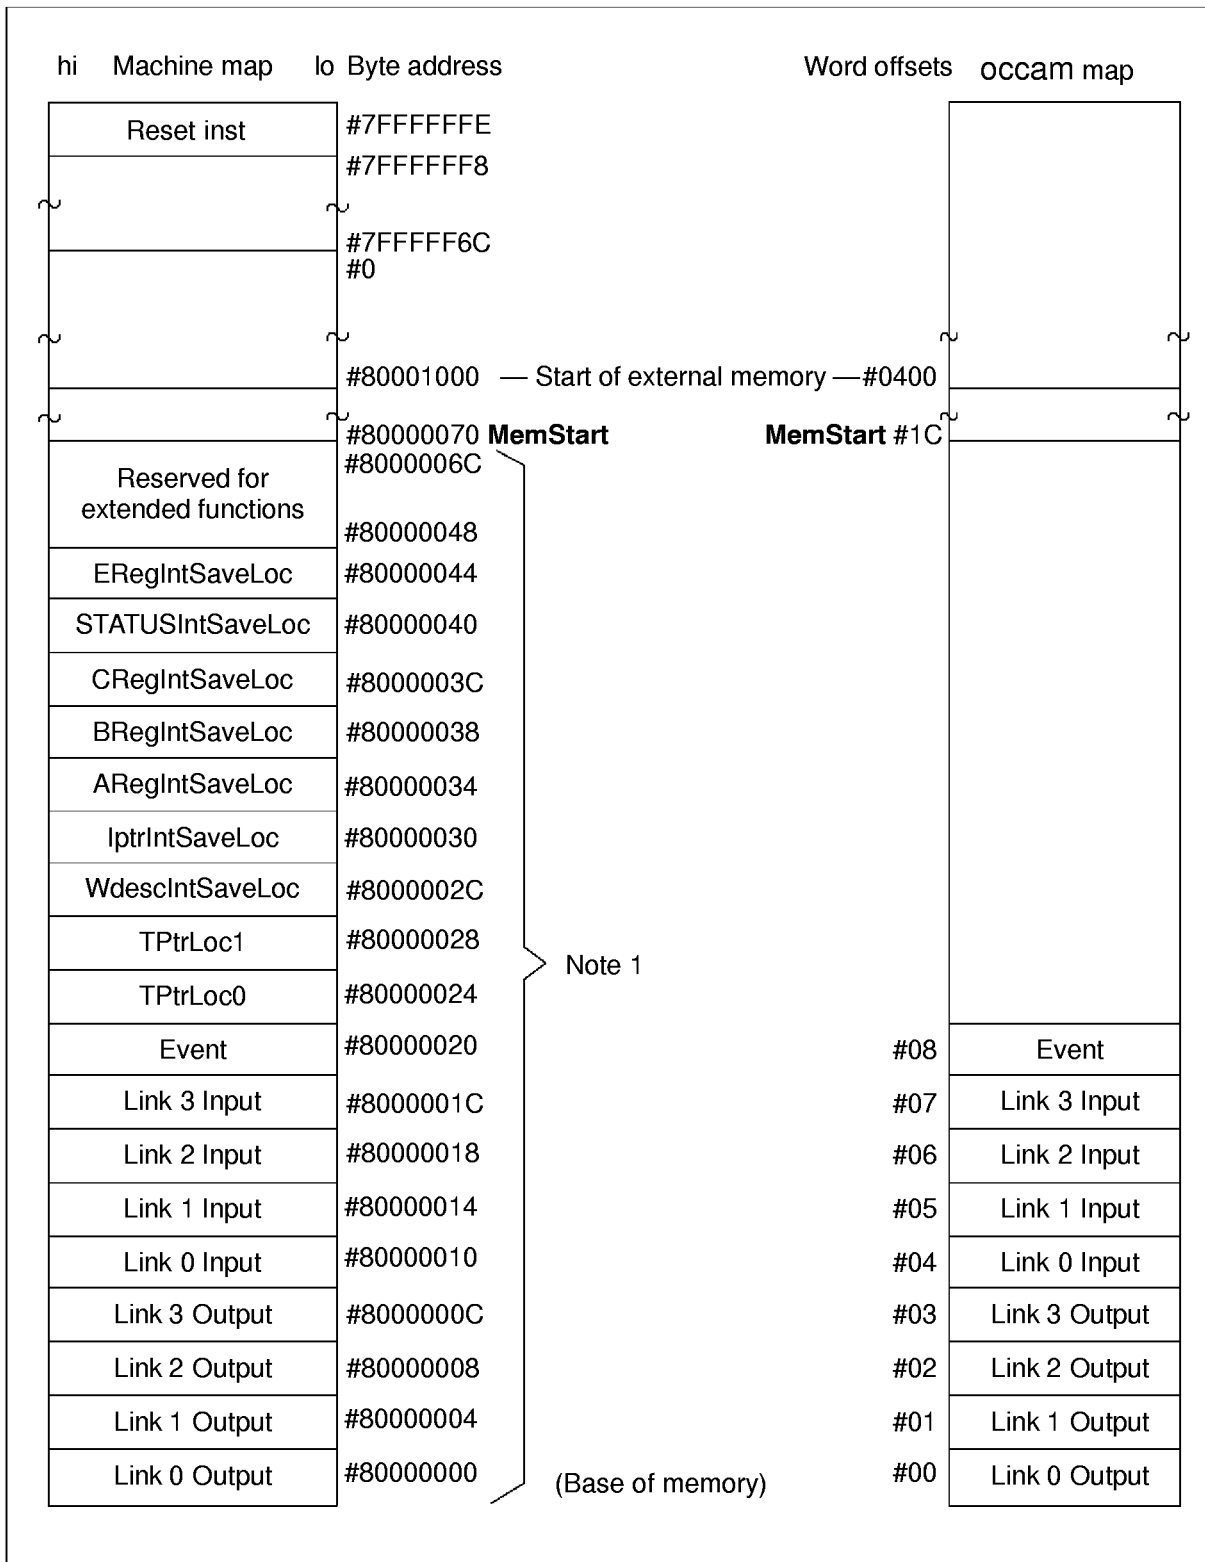 hi Machine map lo Byte address Word offsets occam map
Reset inst #7FFFFFFE
#7FFFFFF8
#7FFFFF6C
#0
#80001000 — Start of external memory — #0400
#80000070 MemStart MemStart #1C
#8000006C
Reserved for
extended functions
#80000048
ERegIntSaveLoc #80000044
STATUSIntSaveLoc #80000040
CRegIntSaveLoc #8000003C
BRegIntSaveLoc #80000038
ARegIntSaveLoc #80000034
IptrIntSaveLoc #80000030
WdescIntSaveLoc #8000002C
TPtrLoc1 #80000028
Note 1
TPtrLoc0 #80000024
Event #80000020 #08 Event
Link 3 Input #8000001C #07 Link 3 Input
Link 2 Input #80000018 #06 Link 2 Input
Link 1 Input #80000014 #05 Link 1 Input
Link 0 Input #80000010 #04 Link 0 Input
Link 3 Output #8000000C #03 Link 3 Output
Link 2 Output #80000008 #02 Link 2 Output
Link 1 Output #80000004 #01 Link 1 Output
Link 0 Output #80000000 (Base of memory) #00 Link 0 Output